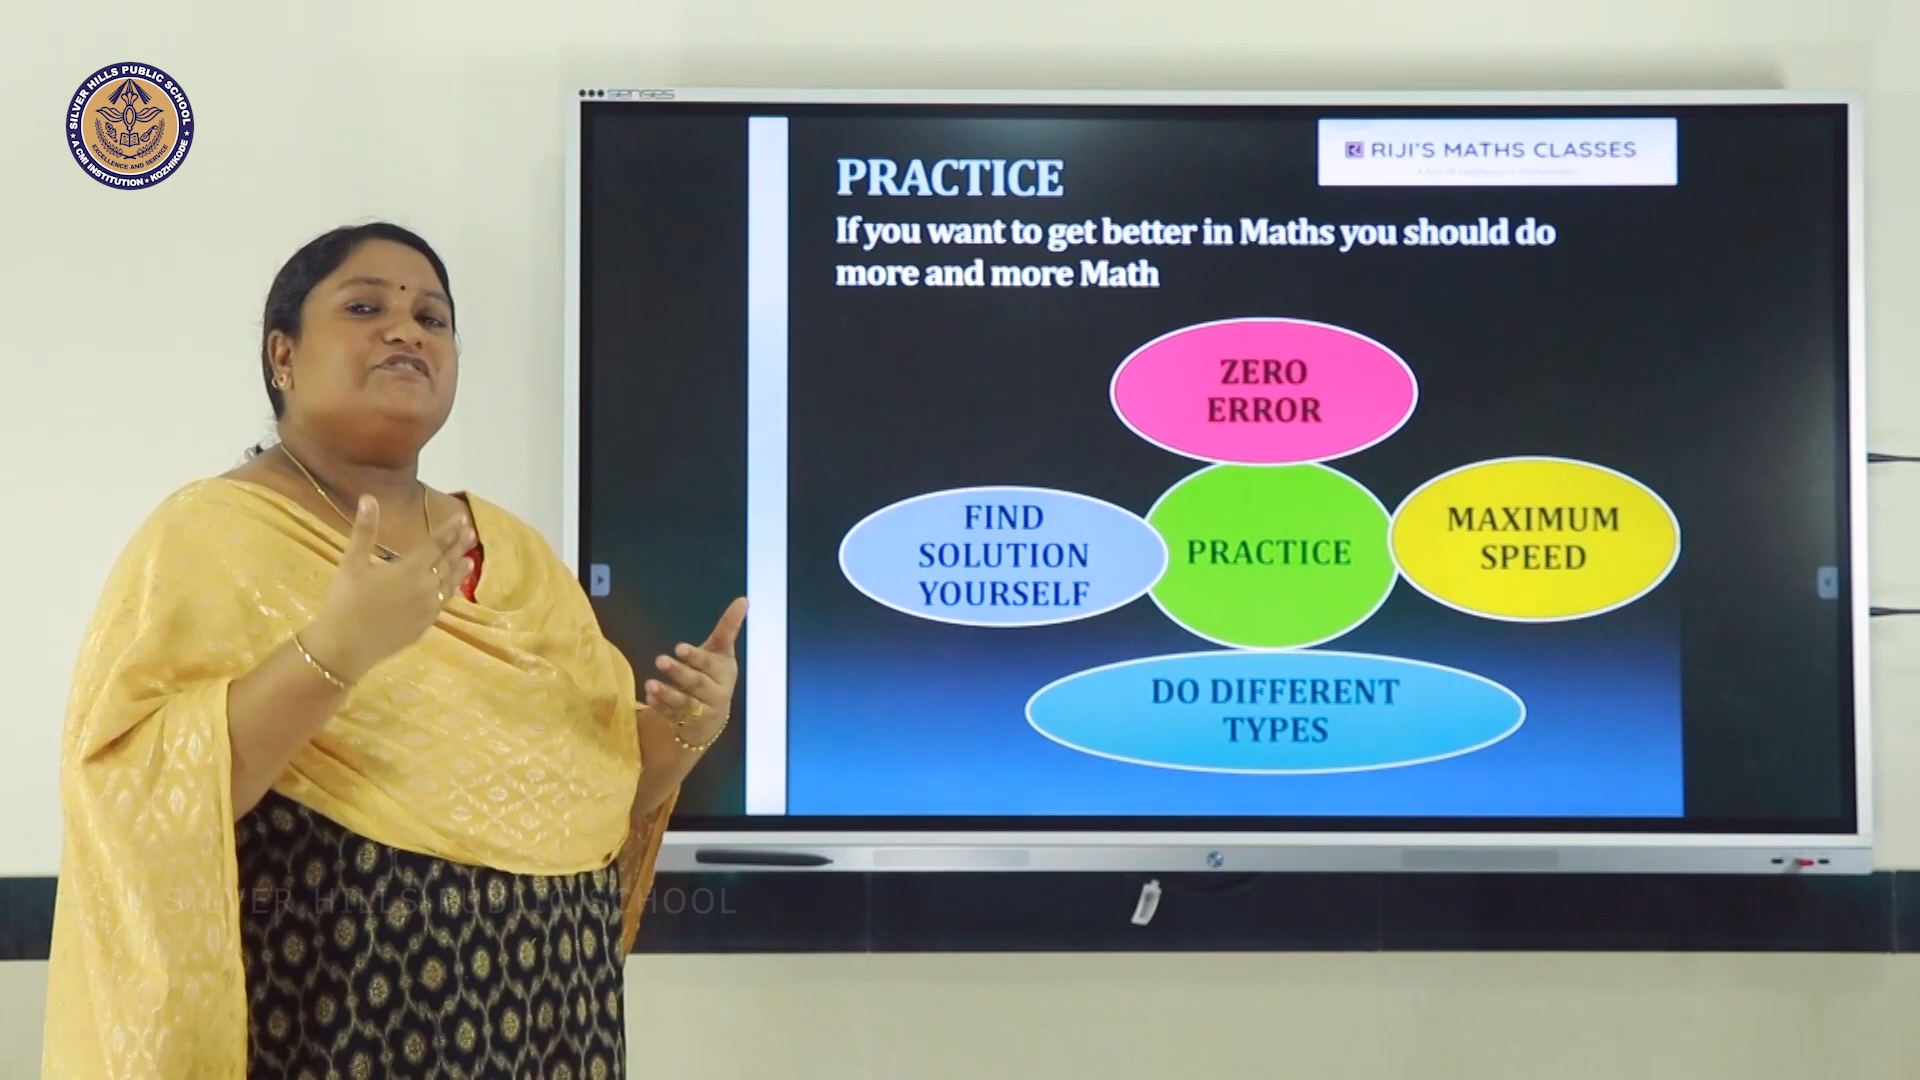 SILVER HILLS PUBLIC SCHOOL
A CMI INSTITUTION • KOZHIKODE
EXCELLENCE AND SERVICE
senses
RIJI'S MATHS CLASSES
PRACTICE
If you want to get better in Maths you should do
more and more Math
ZERO
ERROR
FIND
SOLUTION
YOURSELF
PRACTICE
MAXIMUM
SPEED
DO DIFFERENT
TYPES
SILVER HILLS PUBLIC SCHOOL